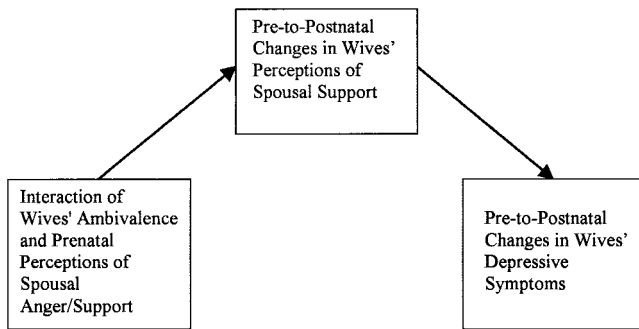 Pre-to-Postnatal
Changes in Wives'
Perceptions of
Spousal Support
Interaction of
Wives' Ambivalence
and Prenatal
Perceptions of
Spousal
Anger/Support
Pre-to-Postnatal
Changes in Wives'
Depressive
Symptoms